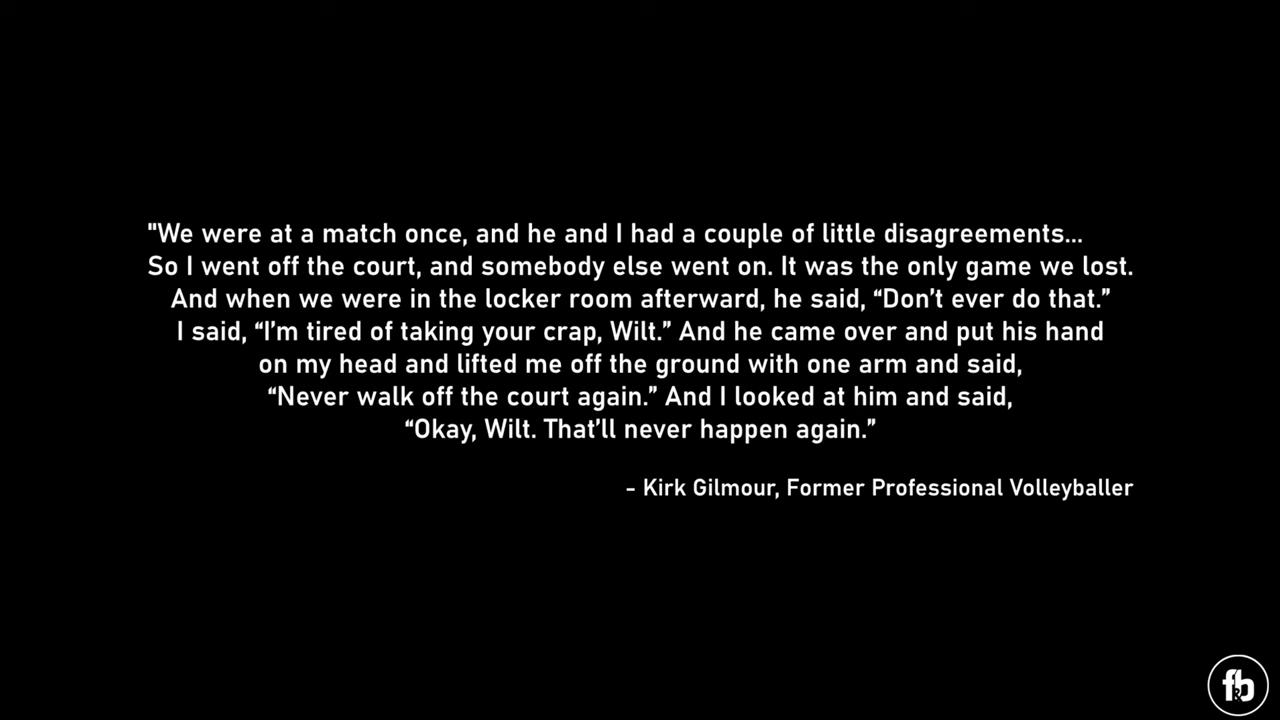 "We were at a match once, and he and I had a couple of little disagreements...
So I went off the court, and somebody else went on. It was the only game we lost.
And when we were in the locker room afterward, he said, “Don’t ever do that.”
I said, “I’m tired of taking your crap, Wilt.” And he came over and put his hand
on my head and lifted me off the ground with one arm and said,
“Never walk off the court again.” And I looked at him and said,
“Okay, Wilt. That’ll never happen again.”
- Kirk Gilmour, Former Professional Volleyballer
f&b